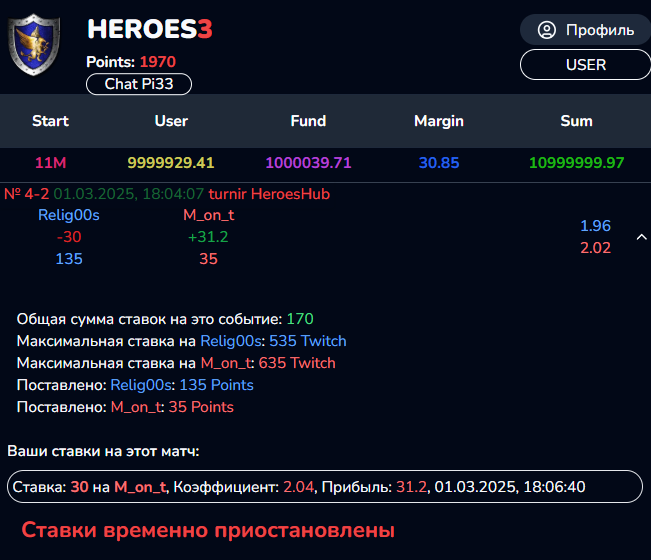 HEROES3
Профиль
Points: 1970
USER
Chat Pi33
Start User Fund Margin Sum
11M 9999929.41 1000039.71 30.85 10999999.97
№ 4-2 01.03.2025, 18:04:07 turnir HeroesHub
Relig00s M_on_t
1.96
-30 +31.2
2.02
135 35
Общая сумма ставок на это событие: 170
Максимальная ставка на Relig00s: 535 Twitch
Максимальная ставка на M_on_t: 635 Twitch
Поставлено: Relig00s: 135 Points
Поставлено: M_on_t: 35 Points
Ваши ставки на этот матч:
Ставка: 30 на M_on_t, Коэффициент: 2.04, Прибыль: 31.2, 01.03.2025, 18:06:40
Ставки временно приостановлены